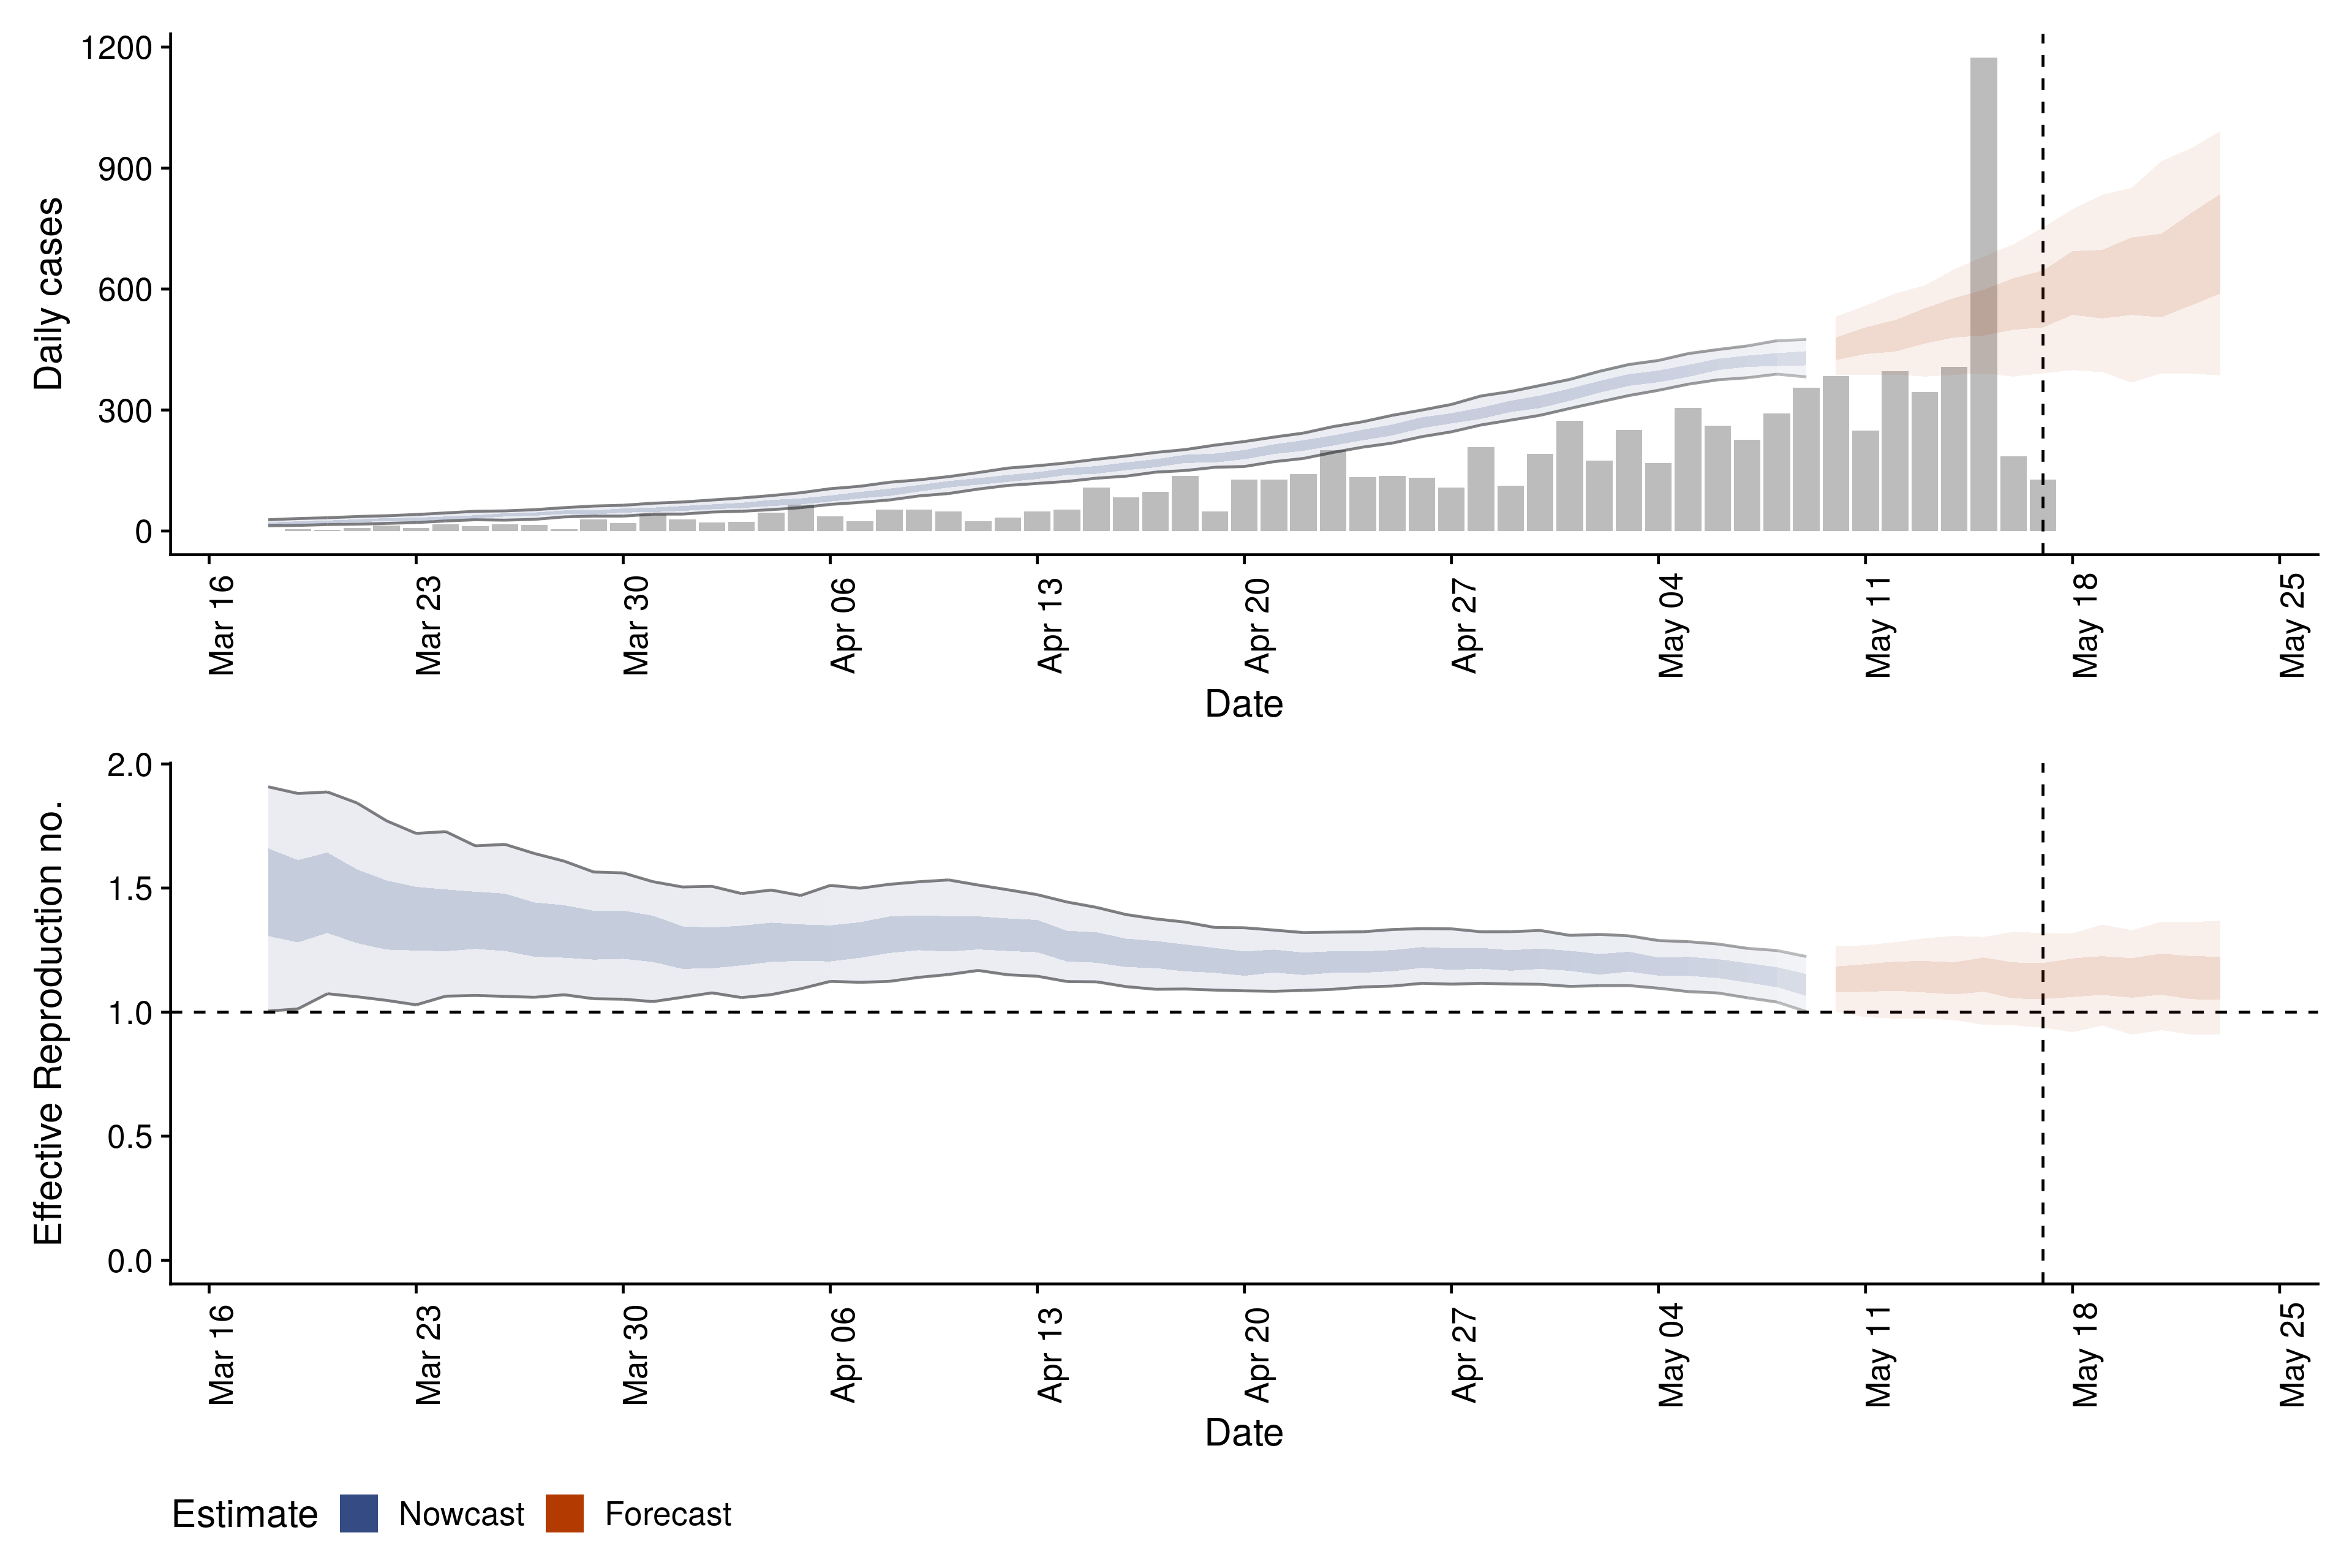 1200
900
600
300
0
Daily cases
Mar 16
Mar 23
Mar 30
Apr 06
Apr 13
Apr 20
Apr 27
May 04
May 11
May 18
May 25
Date
2.0
1.5
1.0
0.5
0.0
Effective Reproduction no.
Mar 16
Mar 23
Mar 30
Apr 06
Apr 13
Apr 20
Apr 27
May 04
May 11
May 18
May 25
Date
Estimate Nowcast Forecast